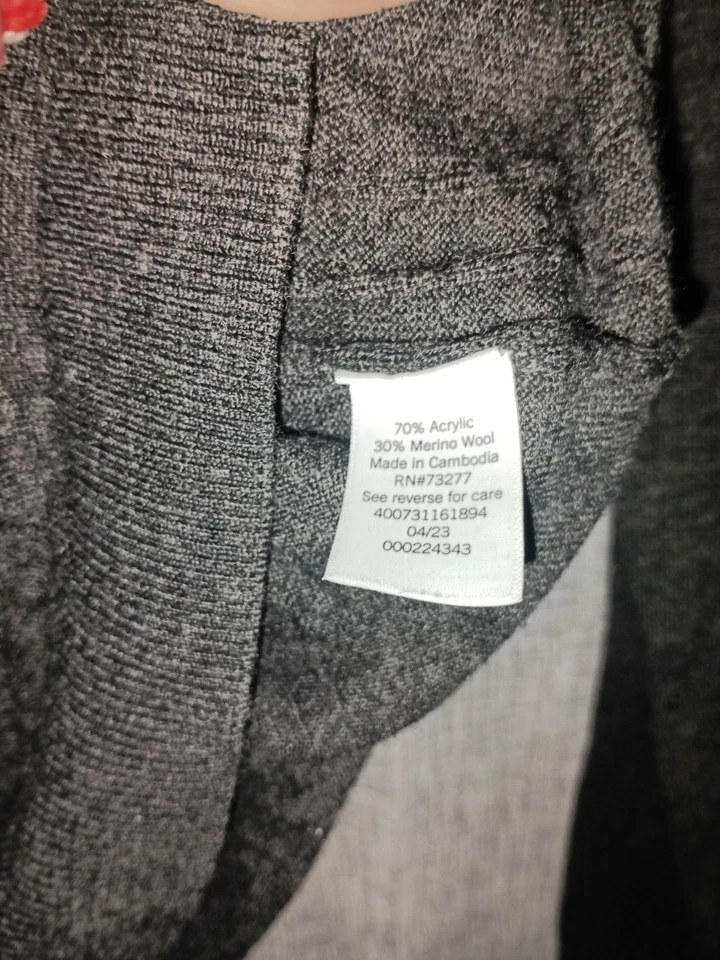 70% Acrylic
30% Merino Wool
Made in Cambodia
RN#73277
See reverse for care
400731161894
04/23
000224343